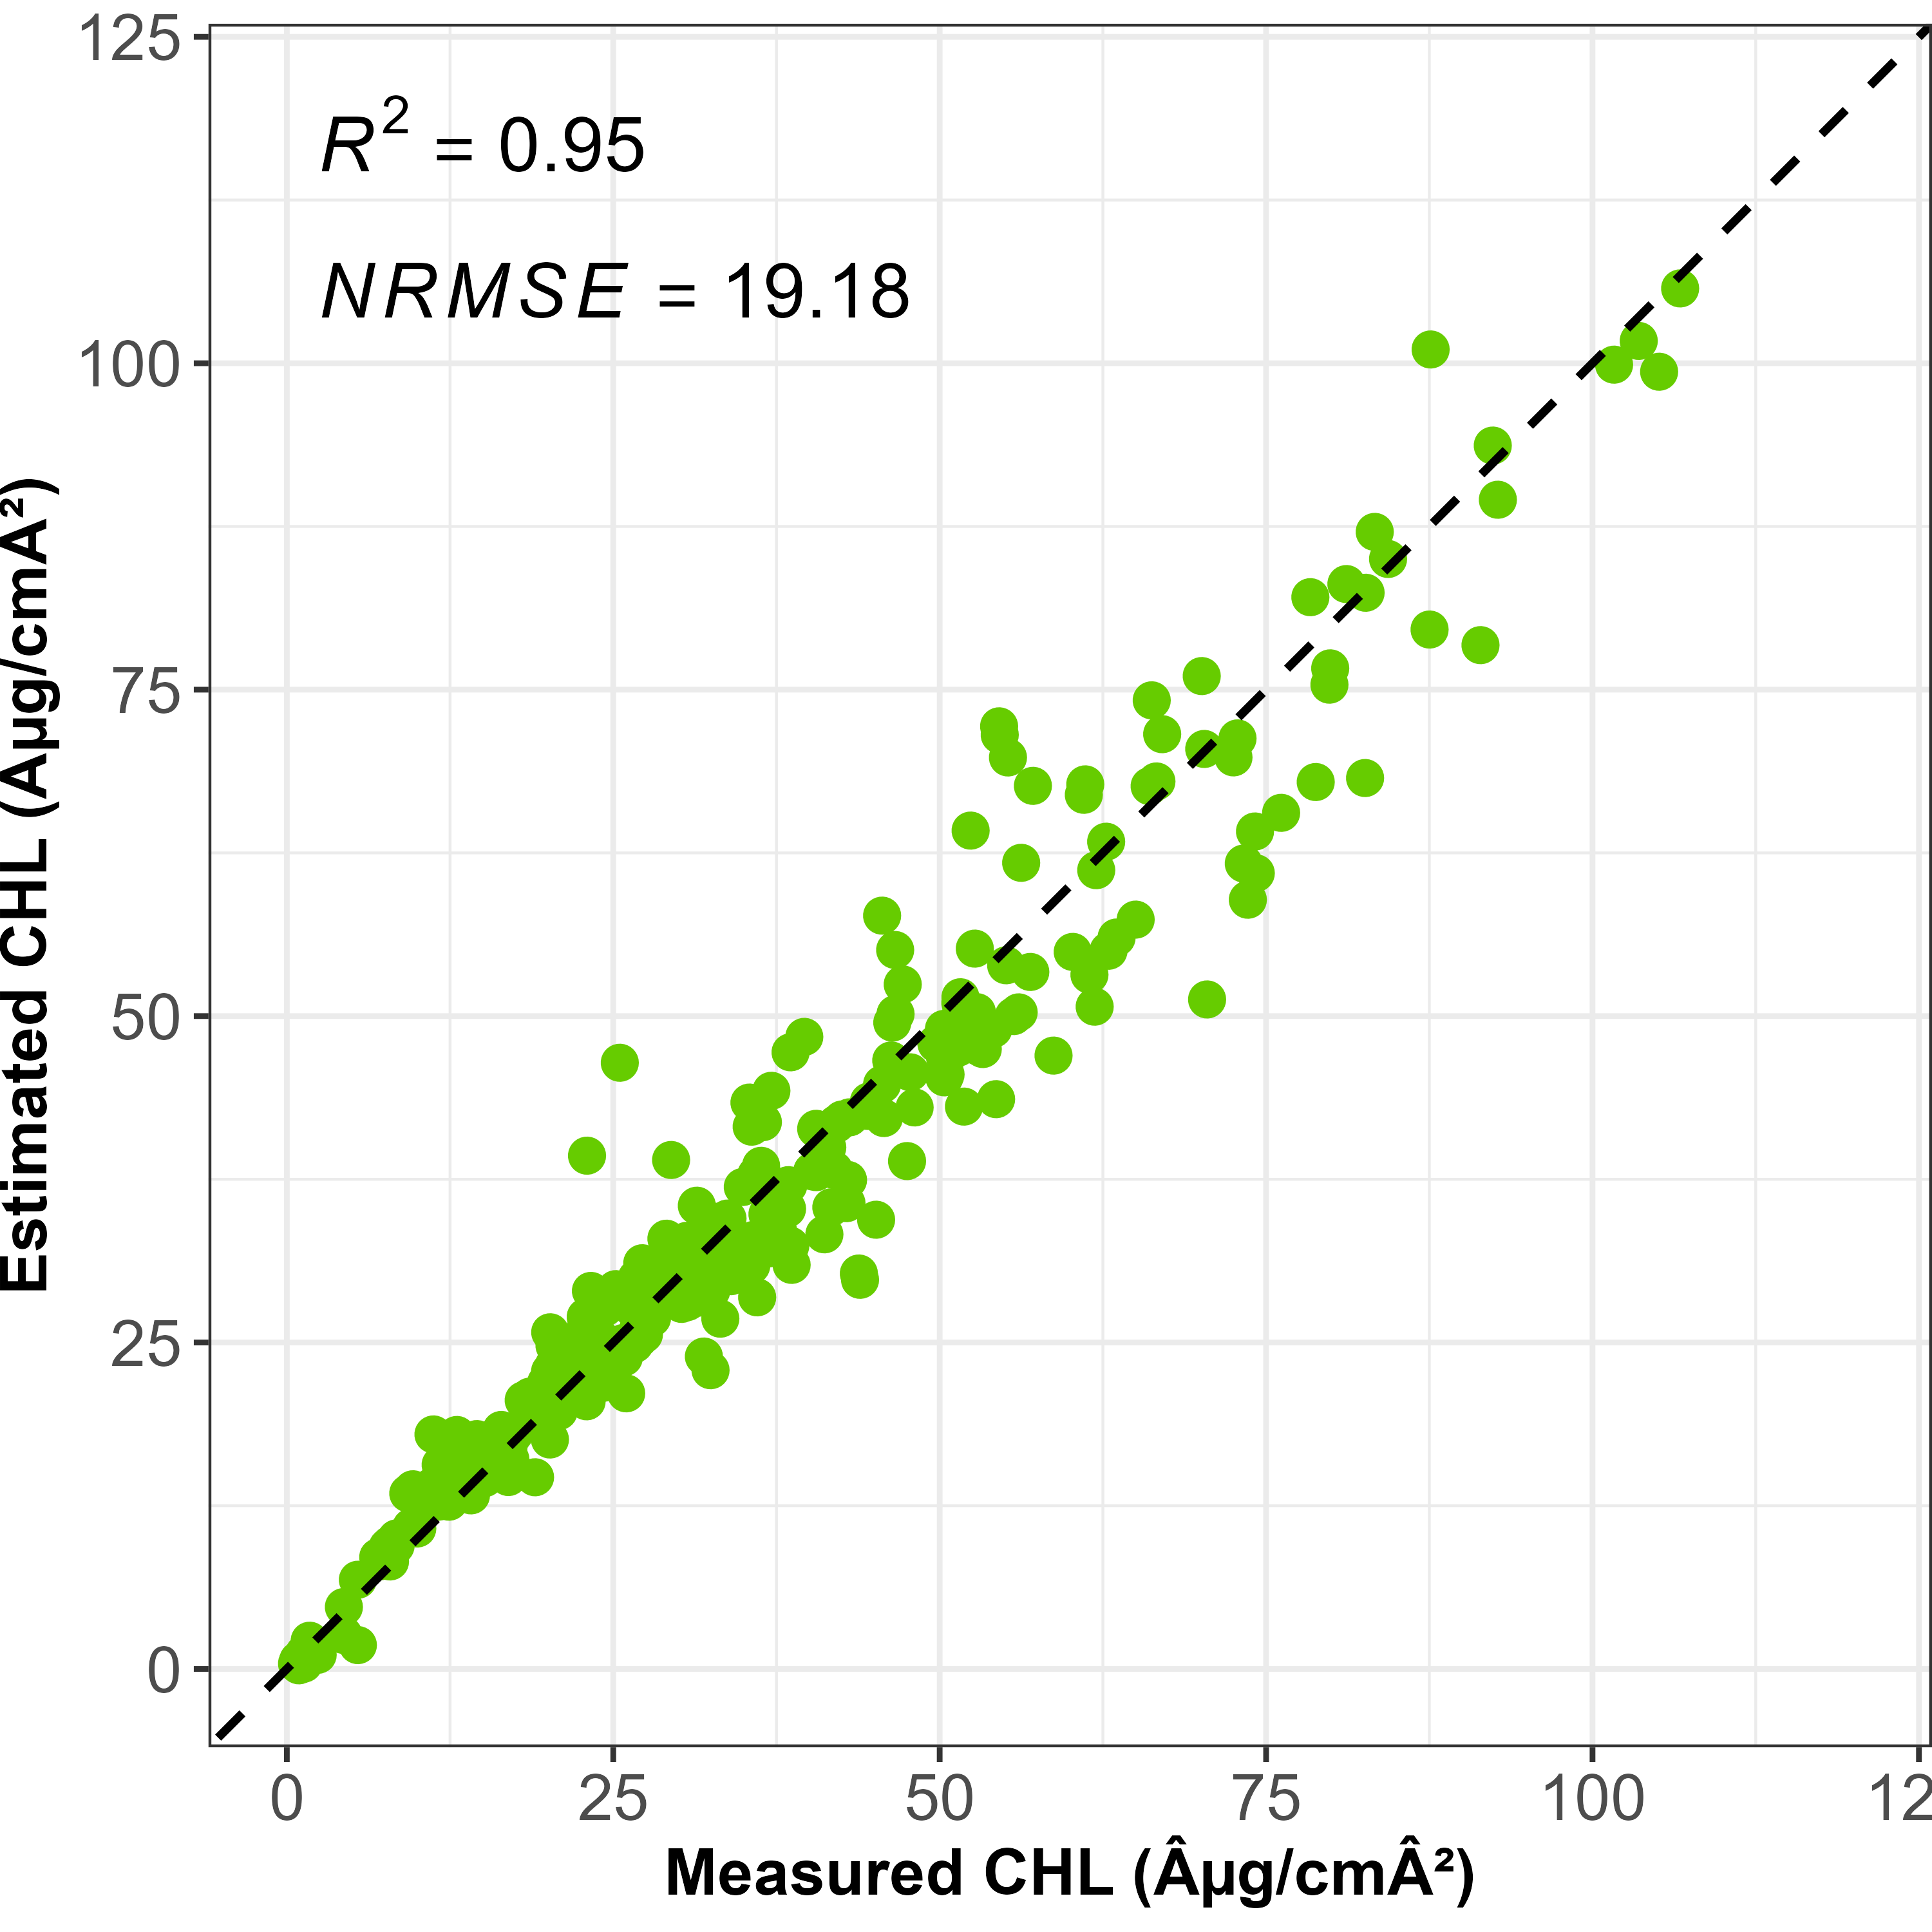 125
R² = 0.95
NRMSE = 19.18
100
75
50
25
0
Estimated CHL (Âµg/cmÂ²)
0 25 50 75 100 12
Measured CHL (Âµg/cmÂ²)